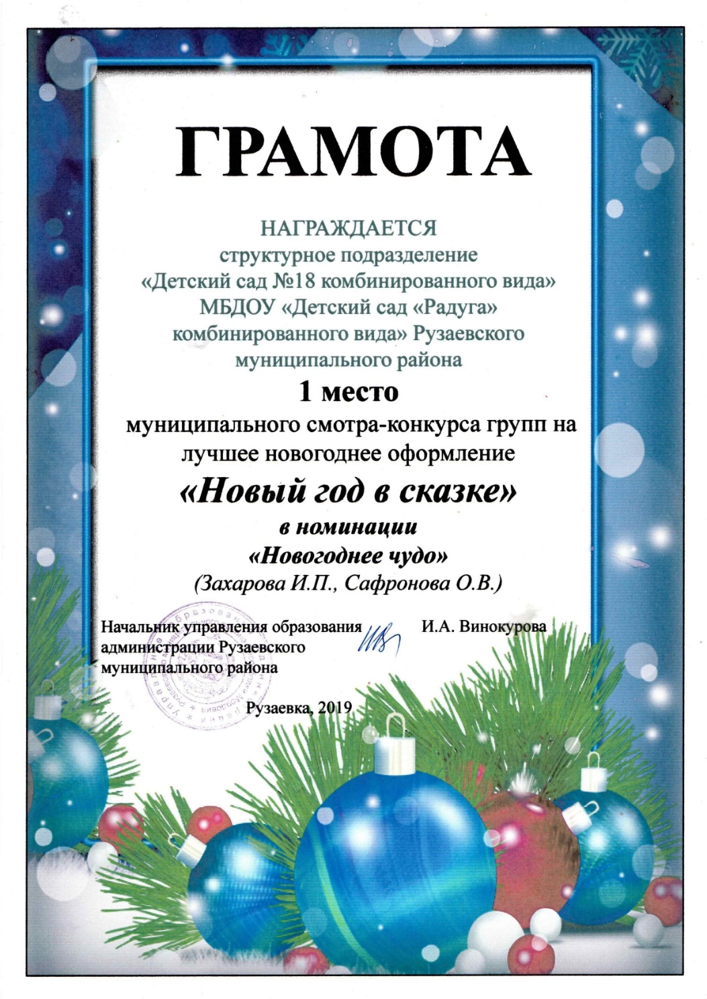 ГРАМОТА
НАГРАЖДАЕТСЯ
структурное подразделение
«Детский сад №18 комбинированного вида»
МБДОУ «Детский сад «Радуга»
комбинированного вида» Рузаевского
муниципального района
1 место
муниципального смотра-конкурса групп на
лучшее новогоднее оформление
«Новый год в сказке»
в номинации
«Новогоднее чудо»
(Захарова И.П., Сафронова О.В.)
Начальник управления образования И.А. Винокурова
администрации Рузаевского
муниципального района
Рузаевка, 2019